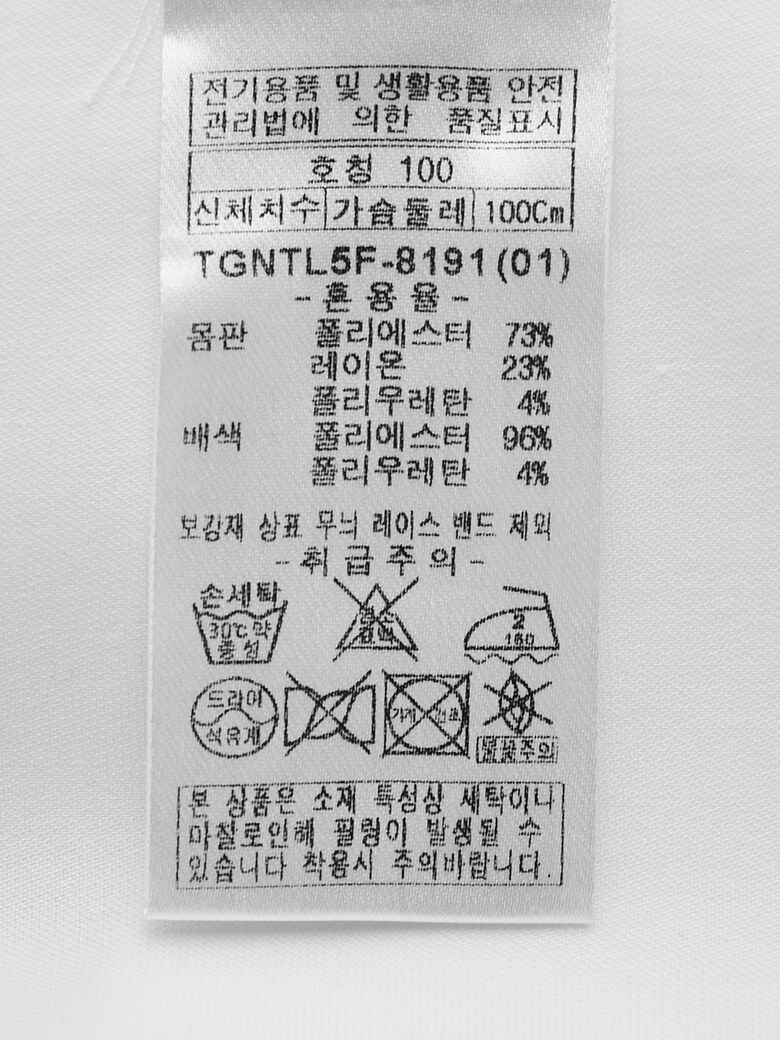 전기용품 및 생활용품 안전
관리법에 의한 품질표시
호칭 100
신체치수 가슴둘레 100Cm
TGNTL5F-8191(01)
-혼용율-
몸판 폴리에스터 73%
레이온 23%
폴리우레탄 4%
배색 폴리에스터 96%
폴리우레탄 4%
보강재 상표 무늬 레이스 밴드 제외
-취급주의-
손세탁
30℃약
중성
2
160
드라이
석유계
기계 건조
물꽃주의
본 상품은 소재 특성상 세탁이나
마찰로인해 필링이 발생될 수
있습니다 착용시 주의바랍니다.